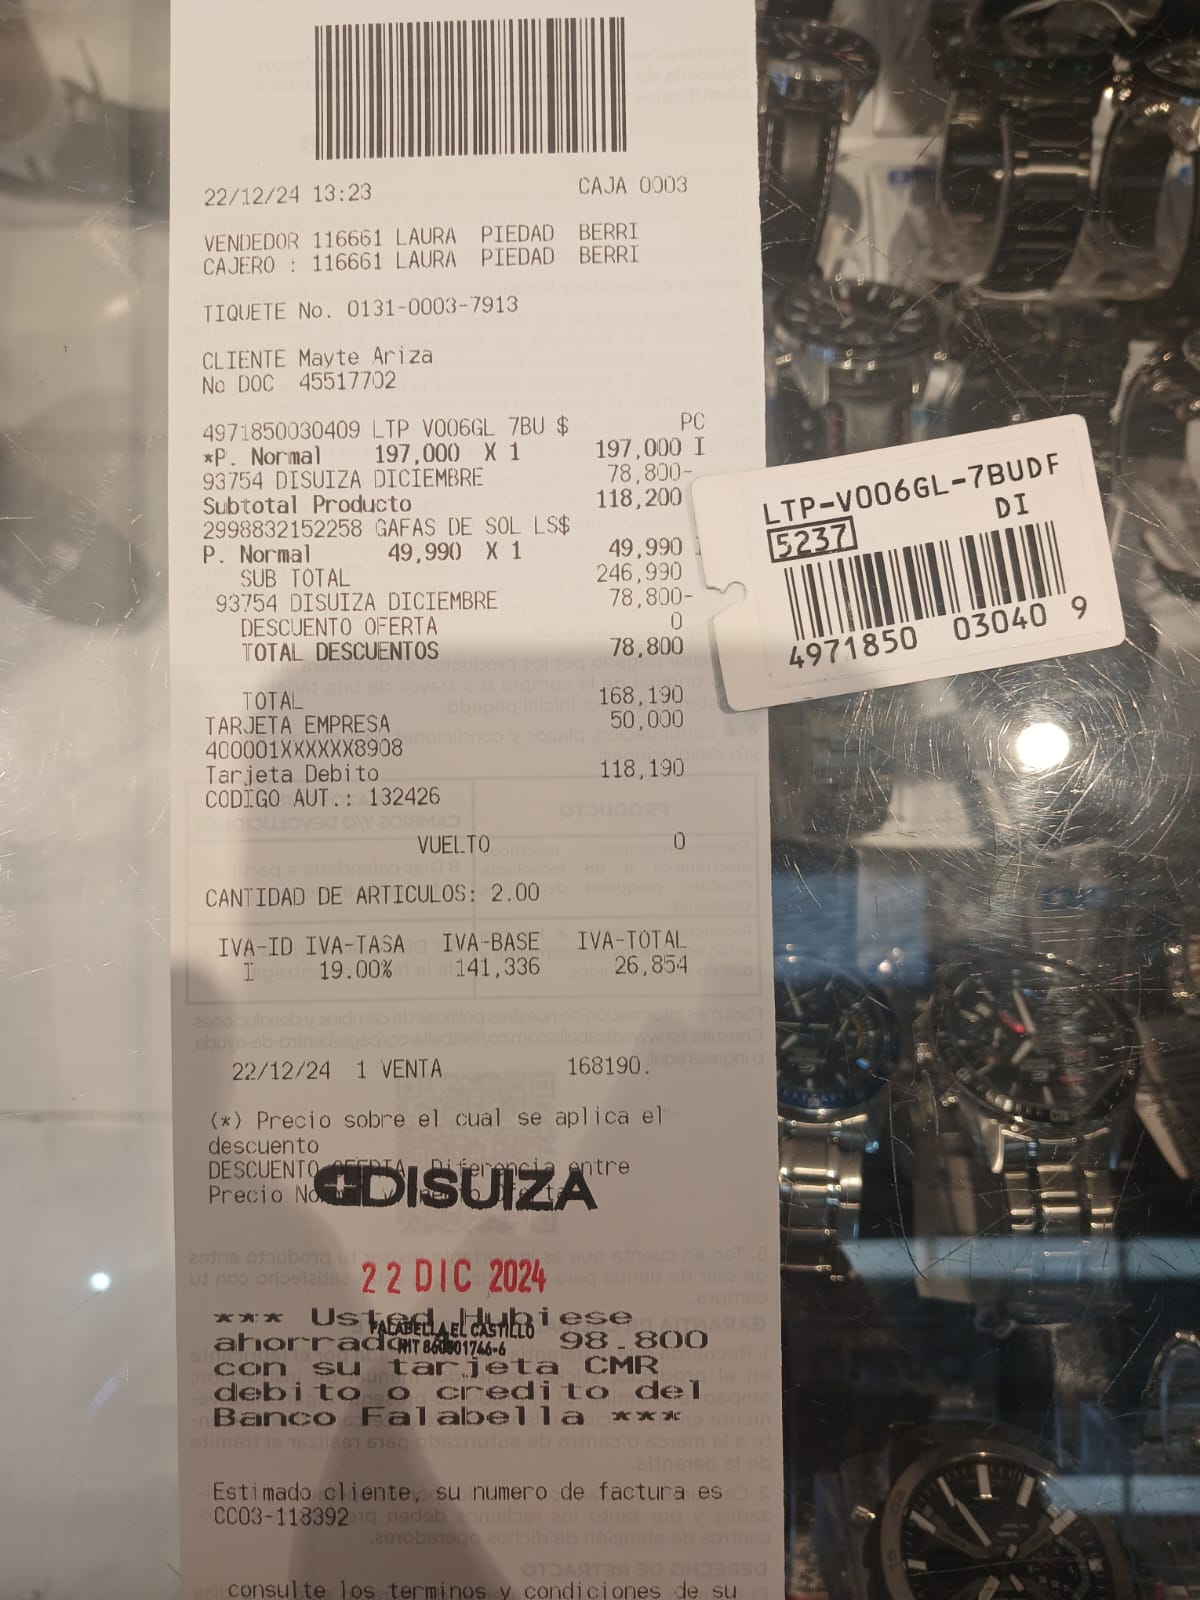 22/12/24 13:23 CAJA 0003
VENDEDOR 116661 LAURA PIEDAD BERRI
CAJERO : 116661 LAURA PIEDAD BERRI
TIQUETE No. 0131-0003-7913
CLIENTE Mayte Ariza
No DOC 45517702
4971850030409 LTP V006GL 7BU $ PC
*P. Normal 197,000 X 1 197,000 I
93754 DISUIZA DICIEMBRE 78,800-
Subtotal Producto 118,200
2998832152258 GAFAS DE SOL LS$
P. Normal 49,990 X 1 49,990
SUB TOTAL 246,990
93754 DISUIZA DICIEMBRE 78,800-
DESCUENTO OFERTA 0
TOTAL DESCUENTOS 78,800
TOTAL 168,190
TARJETA EMPRESA 50,000
400001XXXXXX8908
Tarjeta Debito 118,190
CODIGO AUT.: 132426
VUELTO 0
CANTIDAD DE ARTICULOS: 2.00
IVA-ID IVA-TASA IVA-BASE IVA-TOTAL
I 19.00% 141,336 26,854
22/12/24 1 VENTA 168190.
(*) Precio sobre el cual se aplica el
descuento
DESCUENTO OFERTA Diferencia entre
Precio
DISUIZA
22 DIC 2024
*** Usted Hubiese
FALABELLA EL CASTILLO
ahorrado 98.800
NIT
con su tarjeta CMR
debito o credito del
Banco Falabella ***
Estimado cliente, su numero de factura es
CC03-118392
consulte los terminos y condiciones de su
LTP-V006GL-7BUDF
DI
5237
4971850 03040 9